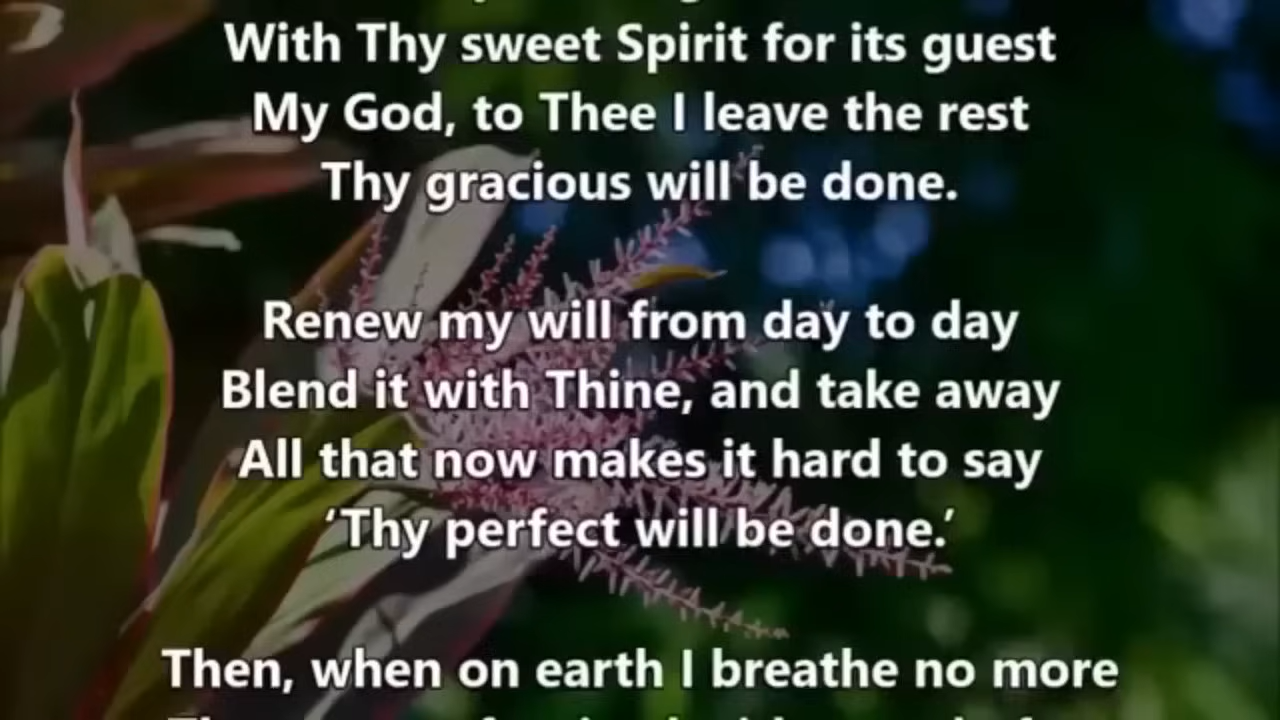 With Thy sweet Spirit for its guest
My God, to Thee I leave the rest
Thy gracious will be done.
Renew my will from day to day
Blend it with Thine, and take away
All that now makes it hard to say
‘Thy perfect will be done.’
Then, when on earth I breathe no more